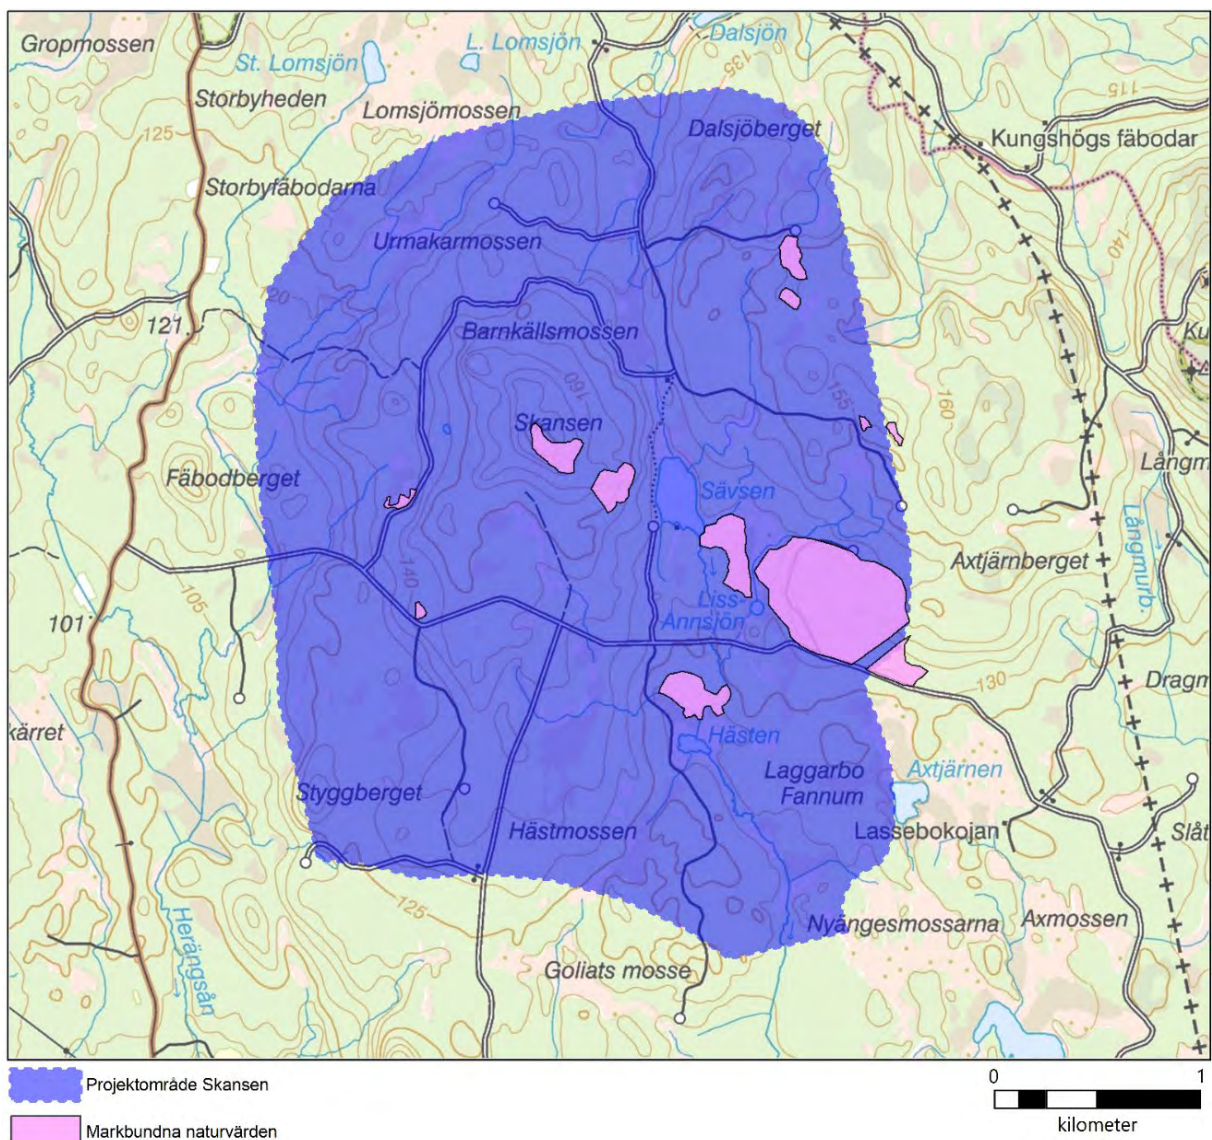 Dalsjön
Gropmossen
L. Lomsjön
St. Lomsjön
135
115
Storbyheden
Lomsjömossen
125
Dalsjöberget
Kungshögs fäbodar
Storbyfäbodarna
Urmakarmossen
140
120
121
Barnkällsmossen
Ku
160
155
160
Skansen
Långm
Fäbodberget
Sävsen
Långmurb.
Axtjärnberget
140
105
Liss-
Annsjön
101
130
Dragm
kärret
Hästen
Laggarbo
Fannum
Axtjärnen
Styggberget
Hästmossen
Lassebokojan
Slåt
125
Nyängesmossarna
Axmossen
Herängsån
Goliats mosse
Projektområde Skansen
Markbundna naturvärden
0 1
kilometer